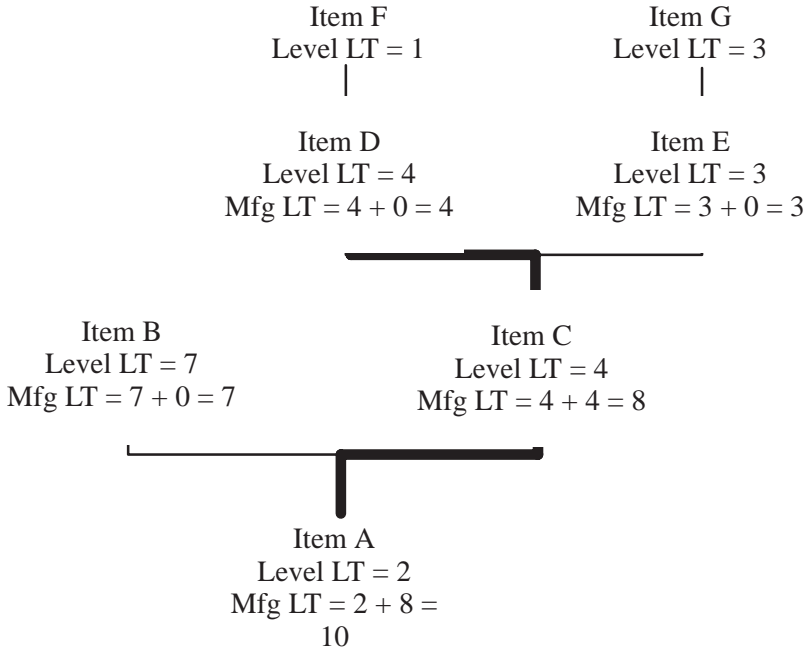 Item F
Level LT = 1
Item G
Level LT = 3
Item D
Level LT = 4
Mfg LT = 4 + 0 = 4
Item E
Level LT = 3
Mfg LT = 3 + 0 = 3
Item B
Level LT = 7
Mfg LT = 7 + 0 = 7
Item C
Level LT = 4
Mfg LT = 4 + 4 = 8
Item A
Level LT = 2
Mfg LT = 2 + 8 =
10